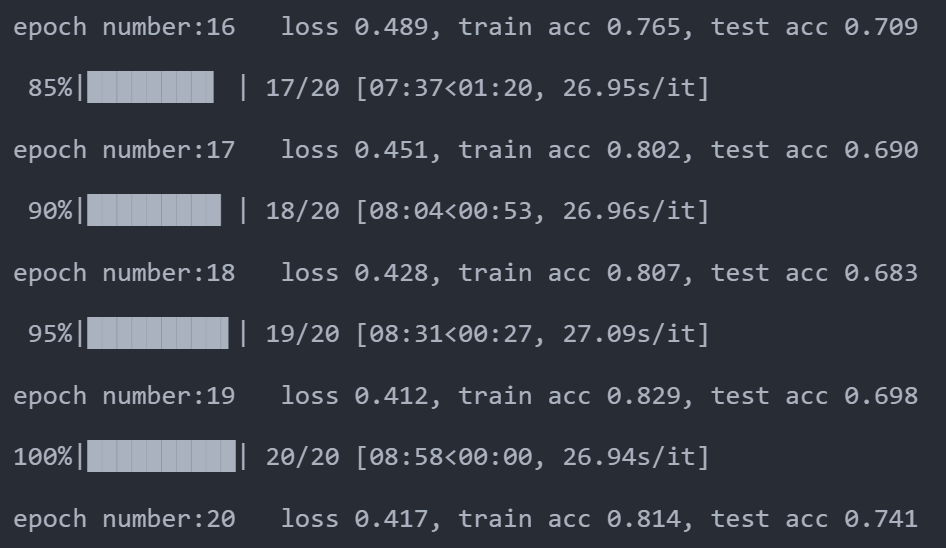 epoch number:16   loss 0.489, train acc 0.765, test acc 0.709
 85%|████████▌ | 17/20 [07:37<01:20, 26.95s/it]
epoch number:17   loss 0.451, train acc 0.802, test acc 0.690
 90%|█████████ | 18/20 [08:04<00:53, 26.96s/it]
epoch number:18   loss 0.428, train acc 0.807, test acc 0.683
 95%|█████████▌| 19/20 [08:31<00:27, 27.09s/it]
epoch number:19   loss 0.412, train acc 0.829, test acc 0.698
100%|██████████| 20/20 [08:58<00:00, 26.94s/it]
epoch number:20   loss 0.417, train acc 0.814, test acc 0.741